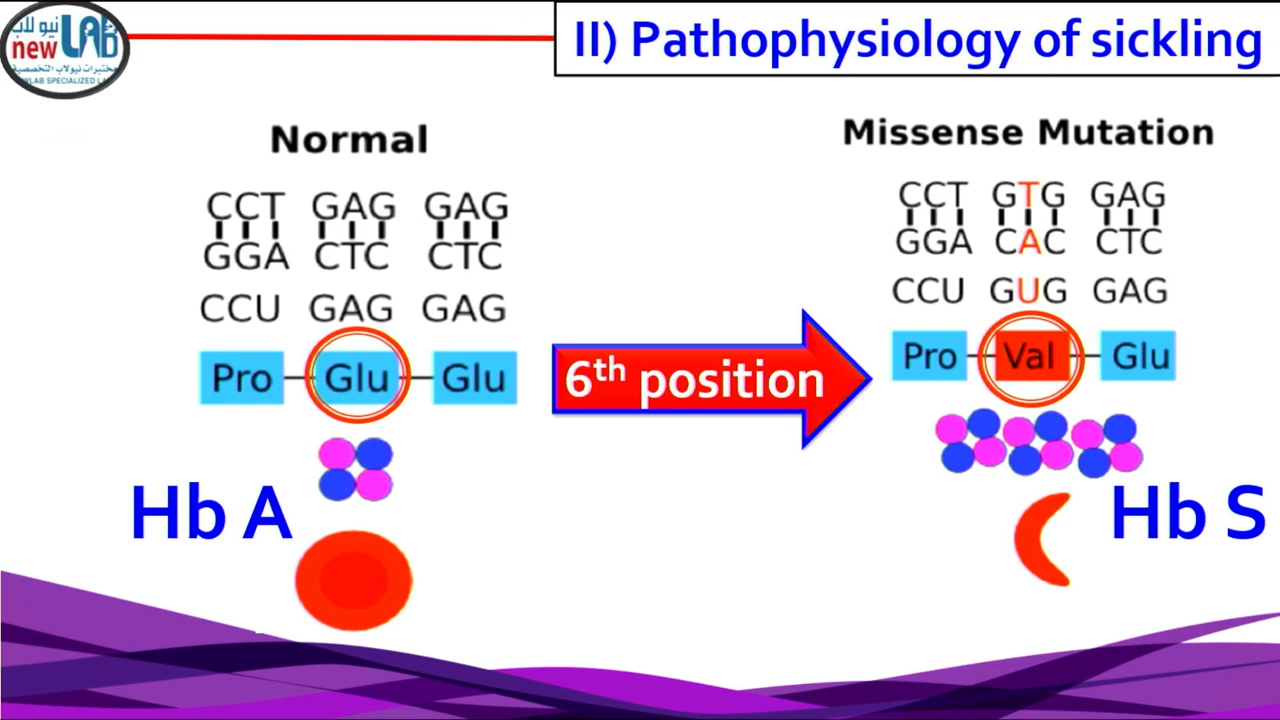 نيو لاب
newLAB
مختبرات نيولاب التخصصية
II) Pathophysiology of sickling
Normal
CCT GAG GAG
GGA CTC CTC
CCU GAG GAG
Pro Glu Glu
Hb A
6th position
Missense Mutation
CCT GTG GAG
GGA CAC CTC
CCU GUG GAG
Pro Val Glu
Hb S